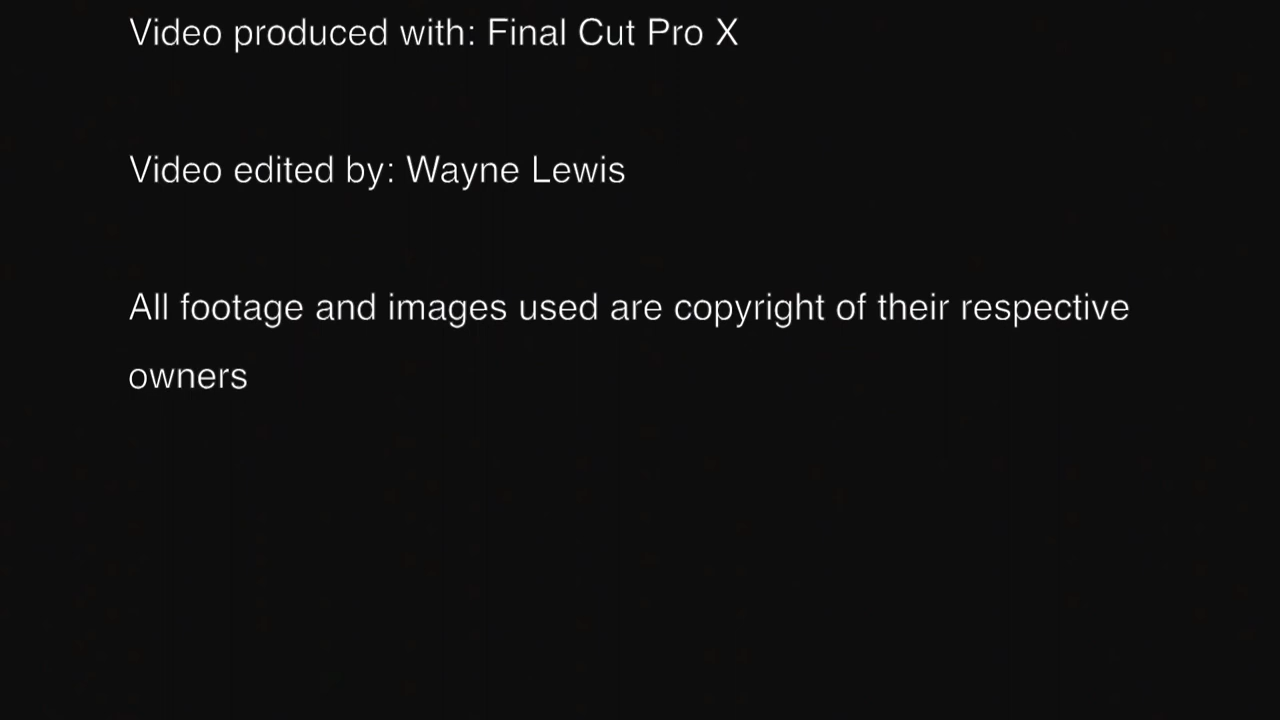 Video produced with: Final Cut Pro X
Video edited by: Wayne Lewis
All footage and images used are copyright of their respective
owners